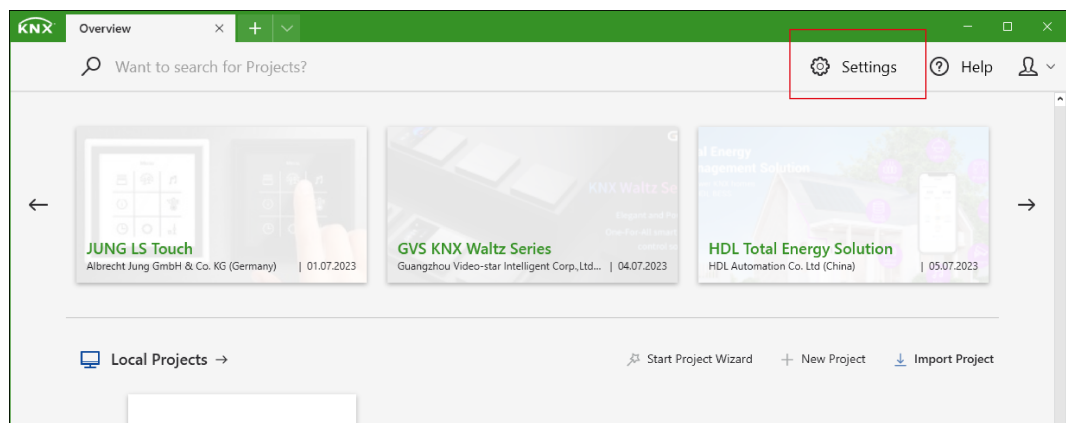 KNX Overview
Want to search for Projects?
Settings
Help
JUNG LS Touch
Albrecht Jung GmbH & Co. KG (Germany) | 01.07.2023
KNX Waltz Se
GVS KNX Waltz Series
Guangzhou Video-star Intelligent Corp.,Ltd... | 04.07.2023
al Energy
nagement Solution
HDL Total Energy Solution
HDL Automation Co. Ltd (China) | 05.07.2023
Local Projects
Start Project Wizard
New Project
Import Project